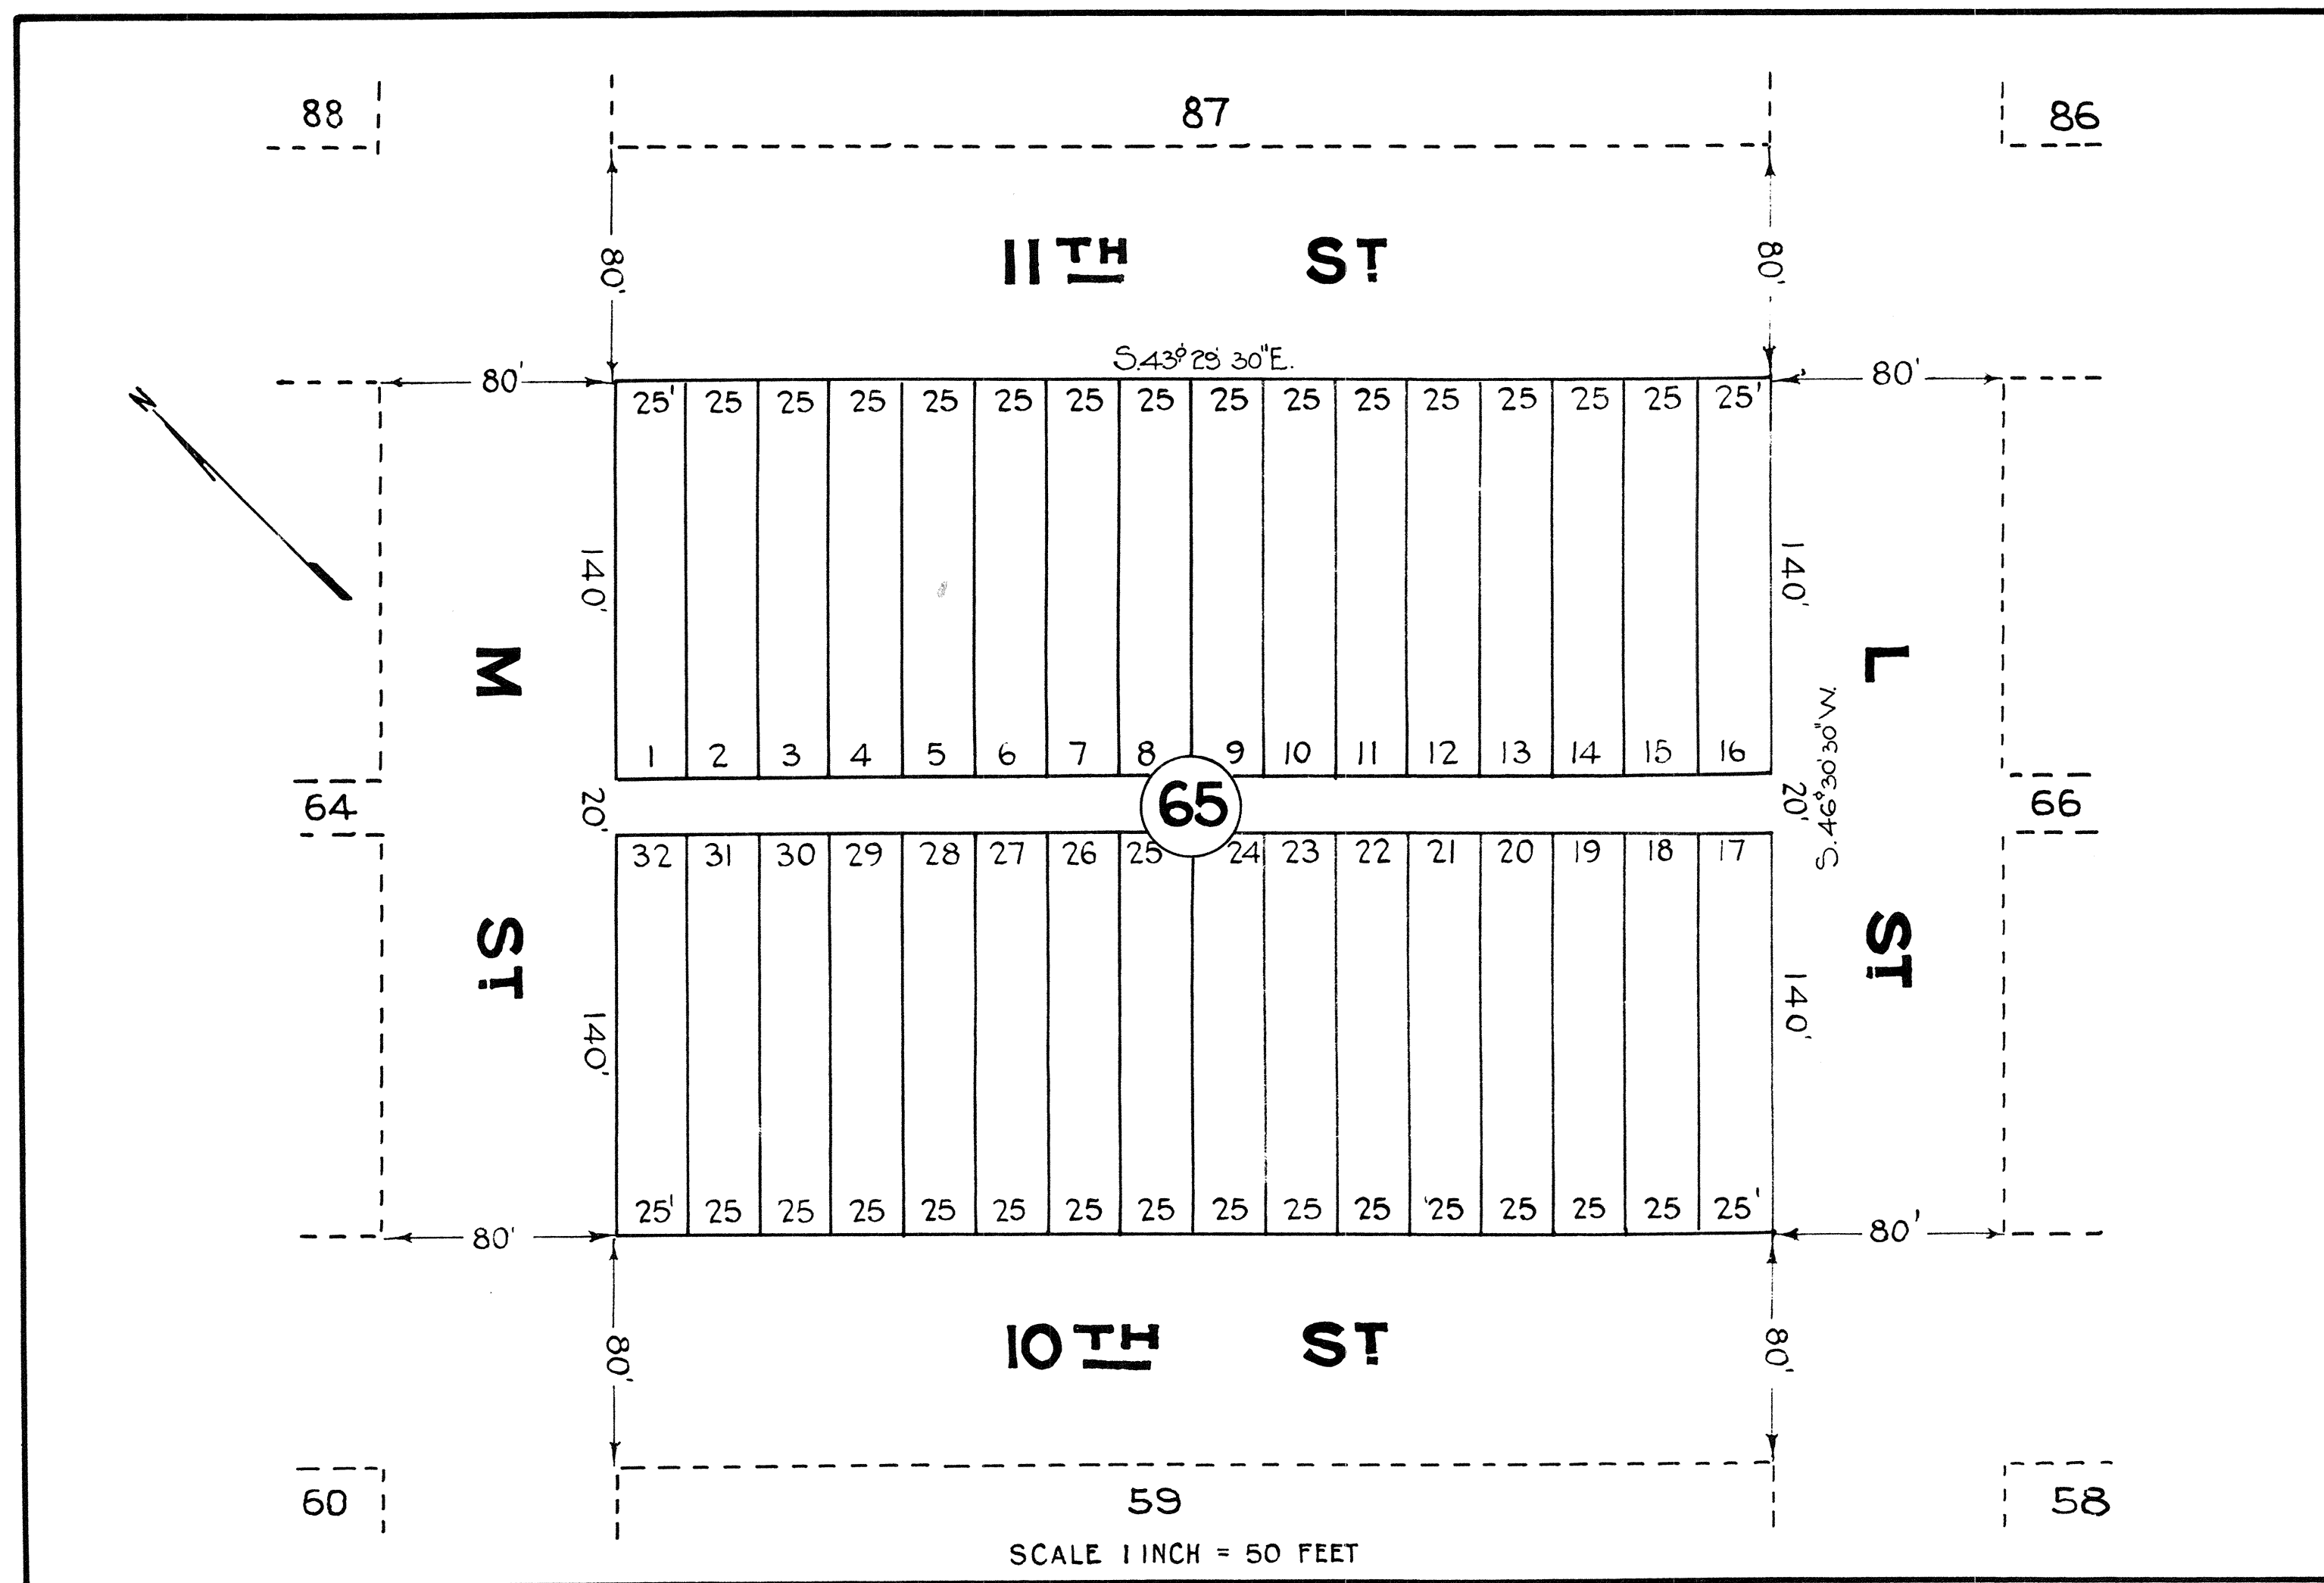 88 87 86
80' 80'
11TH ST
S.43° 29' 30"E.
80' 80'
25' 25 25 25 25 25 25 25 25 25 25 25 25 25 25 25'
N
140' 140'
M ST
L ST
1 2 3 4 5 6 7 8 9 10 11 12 13 14 15 16
S.46°30'30"W.
64 20' 65 20' 66
32 31 30 29 28 27 26 25 24 23 22 21 20 19 18 17
140' 140'
25' 25 25 25 25 25 25 25 25 25 25 25 25 25 25 25'
80' 80'
10TH ST
80' 80'
60 59 58
SCALE 1 INCH = 50 FEET